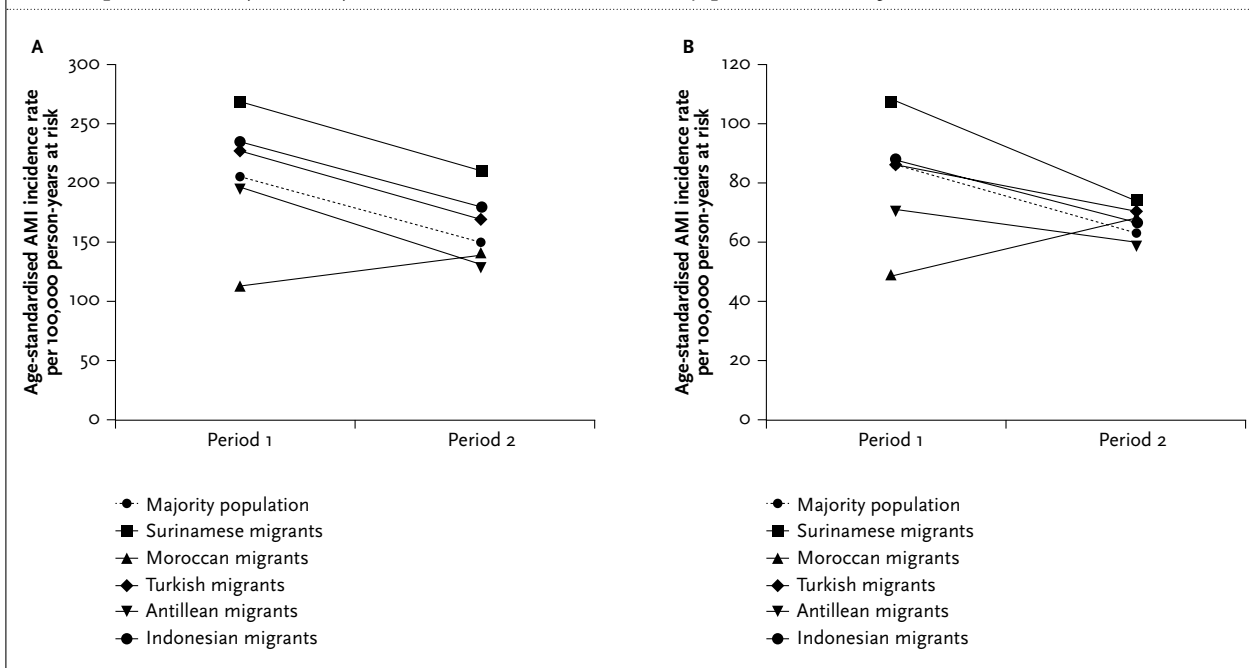 A
Age-standardised AMI incidence rate
per 100,000 person-years at risk
300
250
200
150
100
50
0
Period 1
Period 2
Majority population
Surinamese migrants
Moroccan migrants
Turkish migrants
Antillean migrants
Indonesian migrants
B
Age-standardised AMI incidence rate
per 100,000 person-years at risk
120
100
80
60
40
20
0
Period 1
Period 2
Majority population
Surinamese migrants
Moroccan migrants
Turkish migrants
Antillean migrants
Indonesian migrants